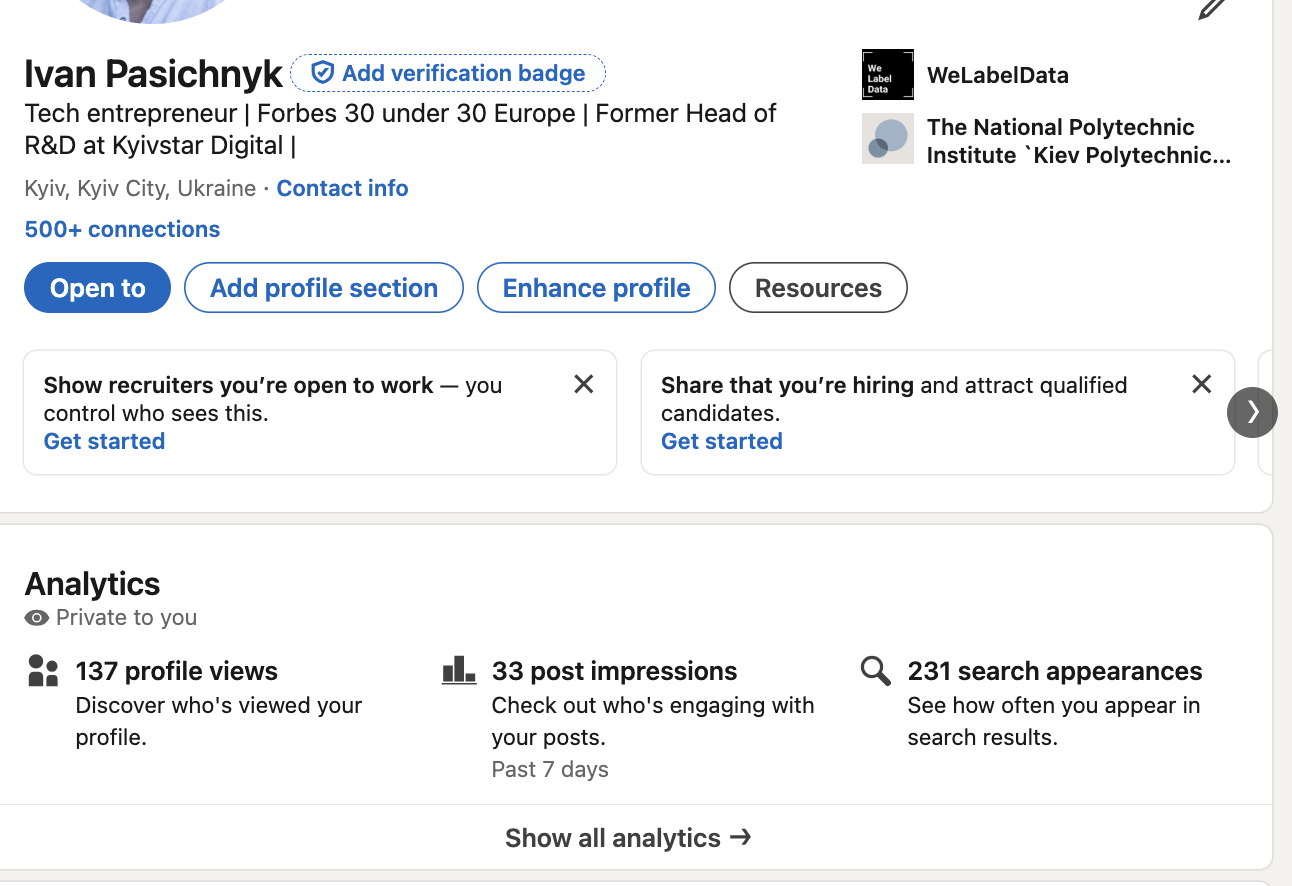 Ivan Pasichnyk
Add verification badge
Tech entrepreneur | Forbes 30 under 30 Europe | Former Head of
R&D at Kyivstar Digital |
Kyiv, Kyiv City, Ukraine · Contact info
500+ connections
We
Label
Data
WeLabelData
The National Polytechnic
Institute `Kiev Polytechnic...
Open to
Add profile section
Enhance profile
Resources
Show recruiters you’re open to work — you
control who sees this.
Get started
Share that you’re hiring and attract qualified
candidates.
Get started
Analytics
Private to you
137 profile views
Discover who's viewed your
profile.
33 post impressions
Check out who's engaging with
your posts.
Past 7 days
231 search appearances
See how often you appear in
search results.
Show all analytics →